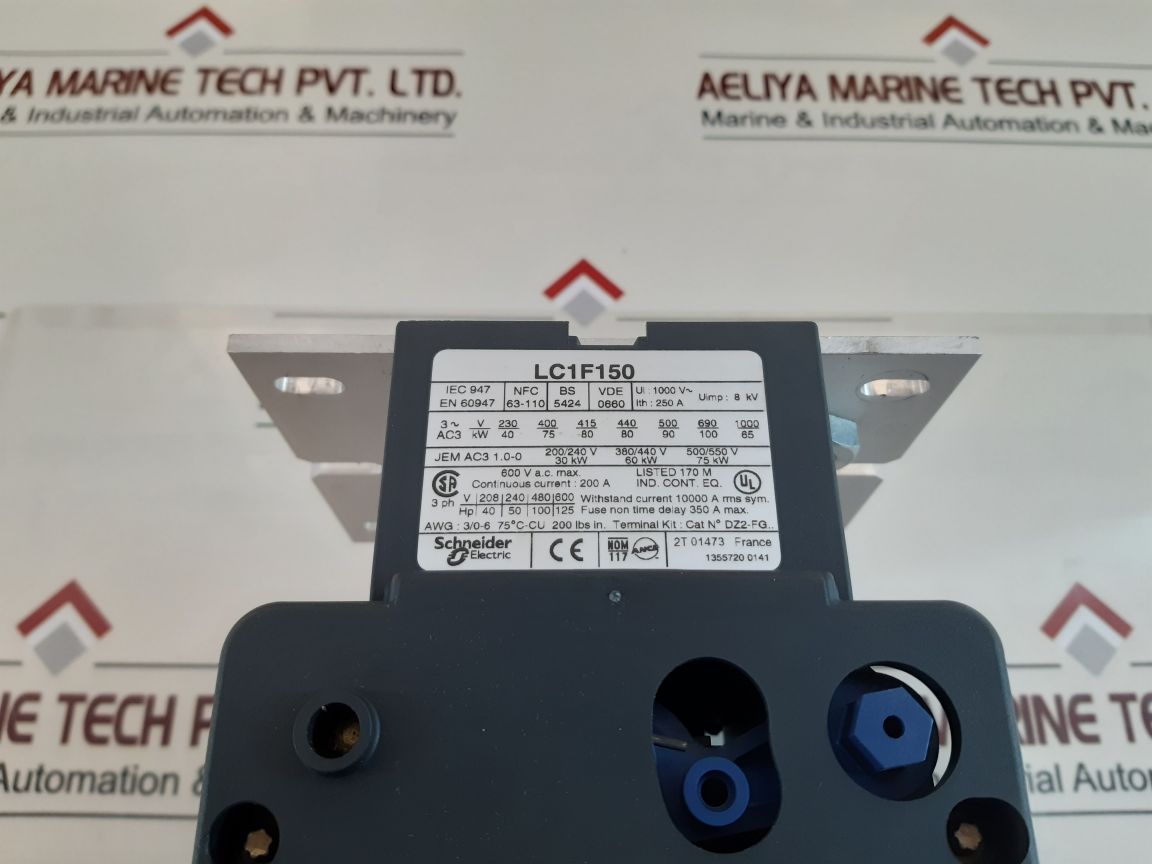 YA MARINE TECH PVT. LTD.
& Industrial Automation & Machinery
AELIYA MARINE TECH PVT.
Marine & Industrial Automation & Ma
LC1F150
IEC 947
EN 60947
NFC
63-110
BS
5424
VDE
0660
Ui : 1000 V~
Ith : 250 A
Uimp : 8 kV
3~ V 230 400 415 440 500 690 1000
AC3 kW 40 75 80 80 90 100 65
JEM AC3 1.0-0 200/240 V 380/440 V 500/550 V
30 kW 60 kW 75 kW
600 V a.c. max. LISTED 170 M
Continuous current : 200 A IND. CONT. EQ.
SA
UL
3 ph V 208 240 480 600 Withstand current 10000 A rms sym.
Hp 40 50 100 125 Fuse non time delay 350 A max.
AWG : 3/0-6 75°C-CU 200 lbs in. Terminal Kit : Cat N° DZ2-FG..
Schneider
Electric
CE
NOM
117
ANCE
2T 01473 France
1355720 0141
NE TECH P
Automation &
INE TE
ial Autor